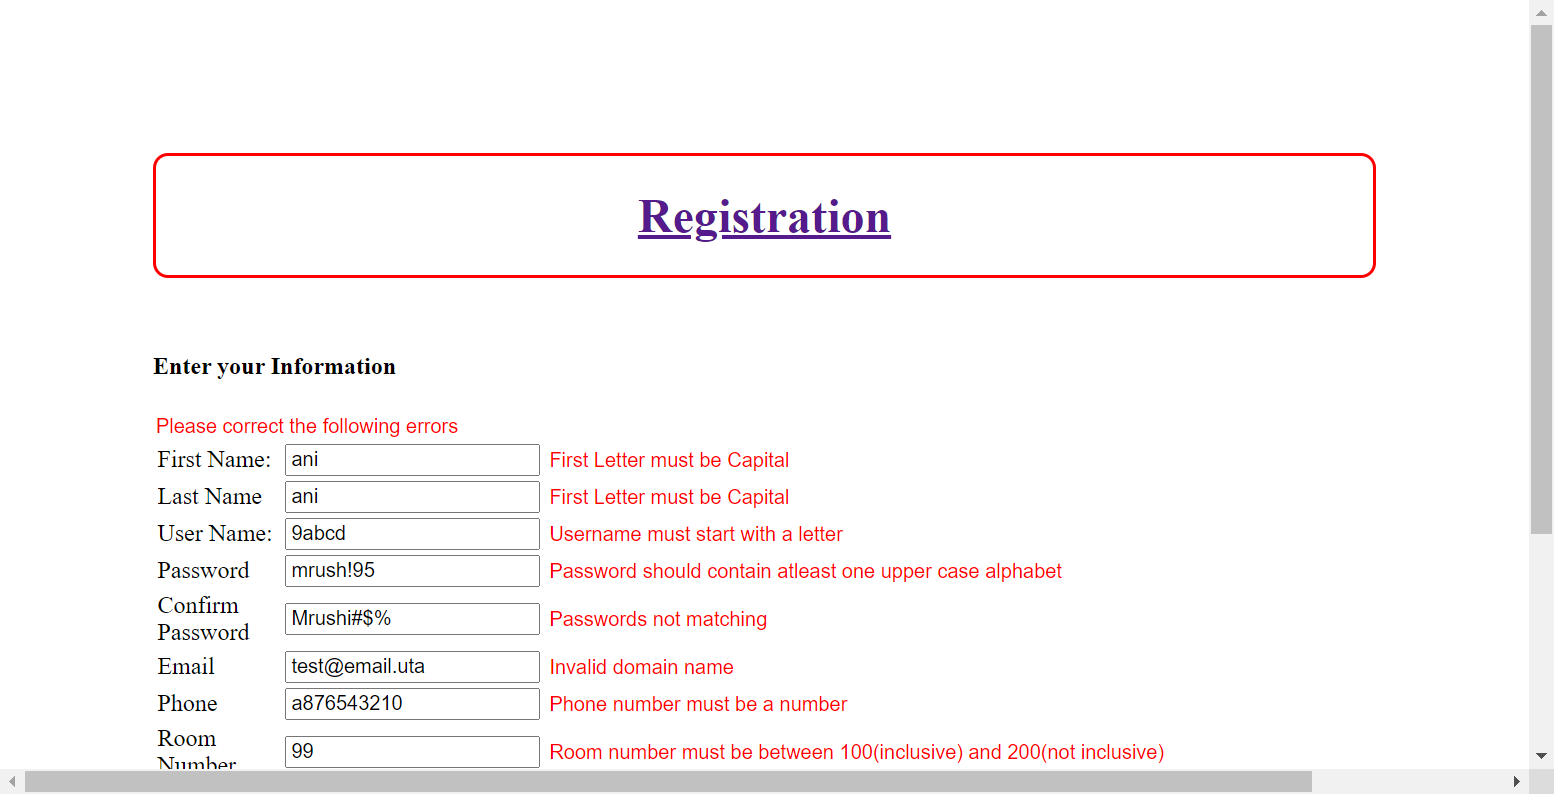 Registration
Enter your Information
Please correct the following errors
First Name: ani First Letter must be Capital
Last Name ani First Letter must be Capital
User Name: 9abcd Username must start with a letter
Password mrush!95 Password should contain atleast one upper case alphabet
Confirm
Password Mrushi#$% Passwords not matching
Email test@email.uta Invalid domain name
Phone a876543210 Phone number must be a number
Room
Number 99 Room number must be between 100(inclusive) and 200(not inclusive)